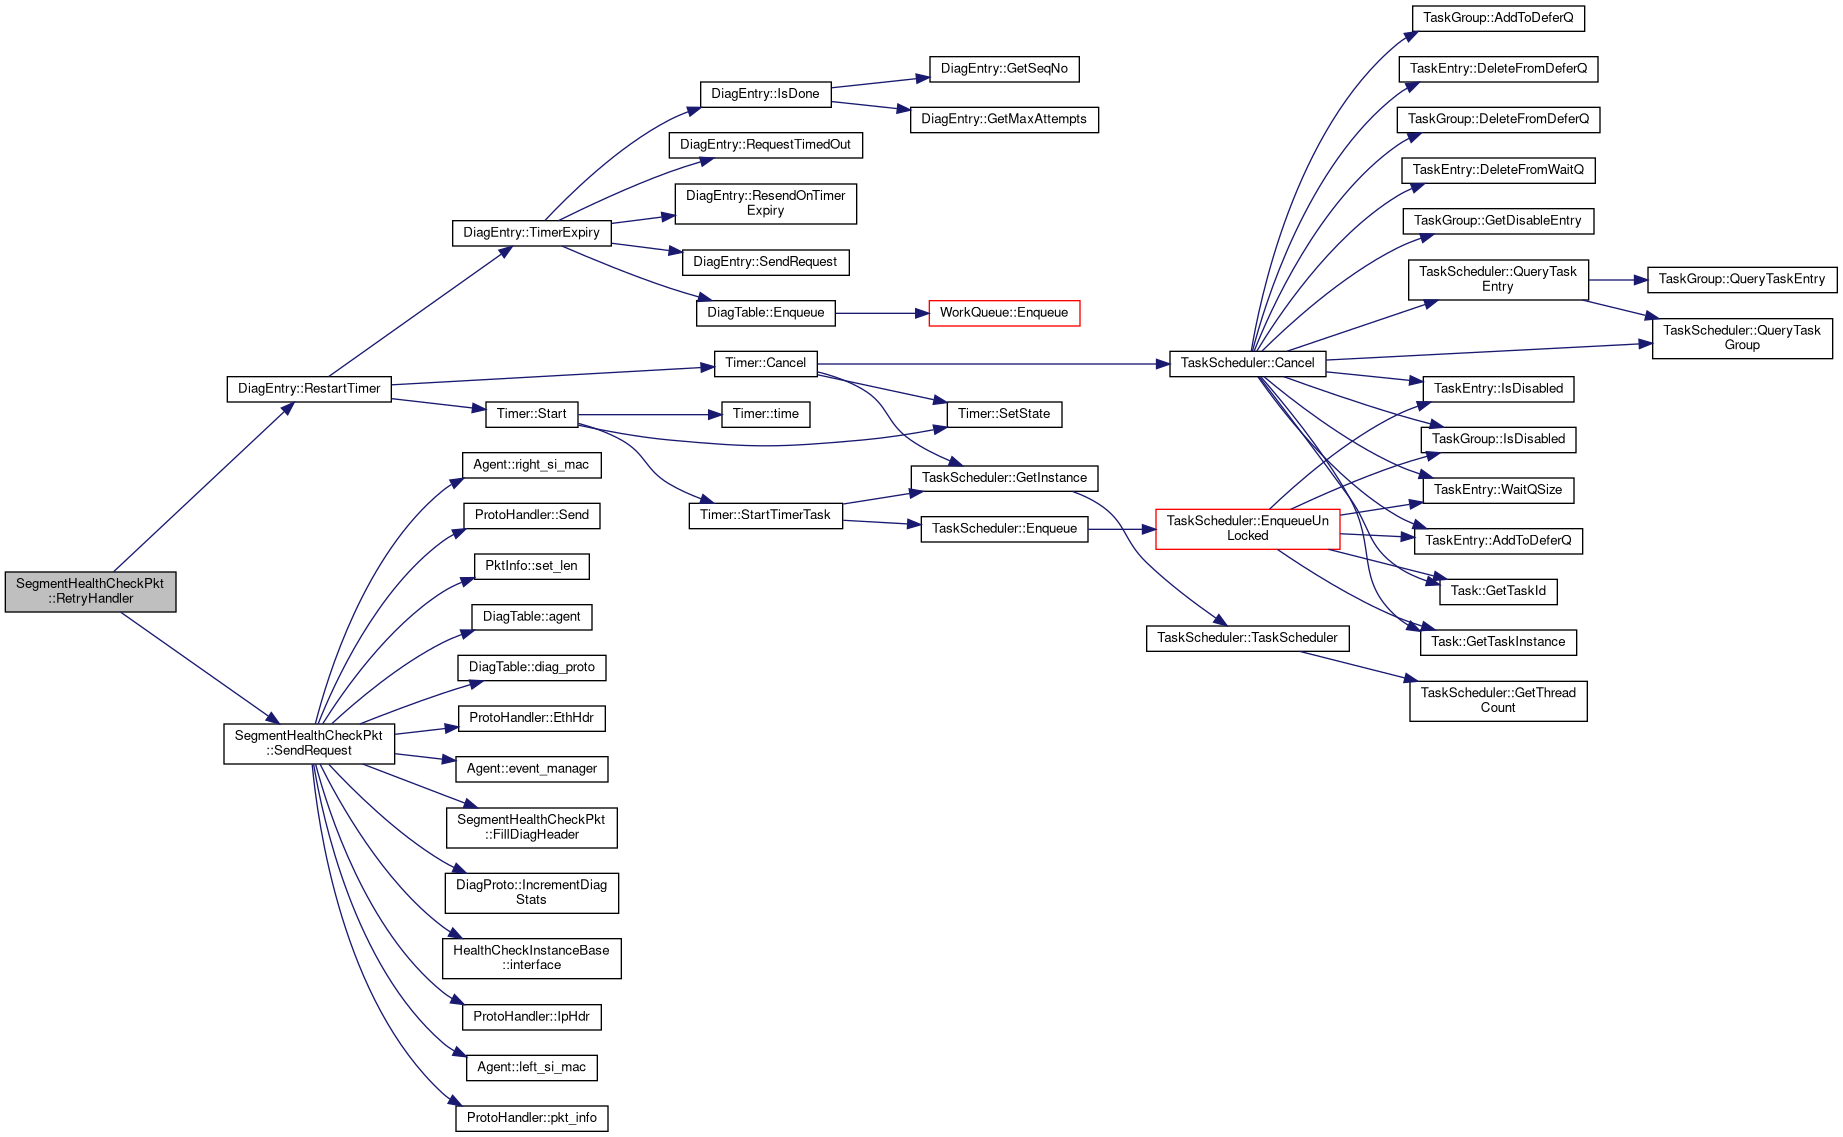 SegmentHealthCheckPkt
::RetryHandler
DiagEntry::RestartTimer
SegmentHealthCheckPkt
::SendRequest
DiagEntry::TimerExpiry
Timer::Cancel
Timer::Start
DiagEntry::IsDone
DiagEntry::RequestTimedOut
DiagEntry::ResendOnTimer
Expiry
DiagEntry::SendRequest
DiagTable::Enqueue
DiagEntry::GetSeqNo
DiagEntry::GetMaxAttempts
WorkQueue::Enqueue
Timer::time
Timer::SetState
TaskScheduler::GetInstance
Timer::StartTimerTask
TaskScheduler::Enqueue
TaskScheduler::Cancel
TaskScheduler::EnqueueUn
Locked
TaskScheduler::TaskScheduler
TaskGroup::AddToDeferQ
TaskEntry::DeleteFromDeferQ
TaskGroup::DeleteFromDeferQ
TaskEntry::DeleteFromWaitQ
TaskGroup::GetDisableEntry
TaskScheduler::QueryTask
Entry
TaskGroup::QueryTaskEntry
TaskScheduler::QueryTask
Group
TaskEntry::IsDisabled
TaskGroup::IsDisabled
TaskEntry::WaitQSize
TaskEntry::AddToDeferQ
Task::GetTaskId
Task::GetTaskInstance
TaskScheduler::GetThread
Count
Agent::right_si_mac
ProtoHandler::Send
PktInfo::set_len
DiagTable::agent
DiagTable::diag_proto
ProtoHandler::EthHdr
Agent::event_manager
SegmentHealthCheckPkt
::FillDiagHeader
DiagProto::IncrementDiag
Stats
HealthCheckInstanceBase
::interface
ProtoHandler::IpHdr
Agent::left_si_mac
ProtoHandler::pkt_info